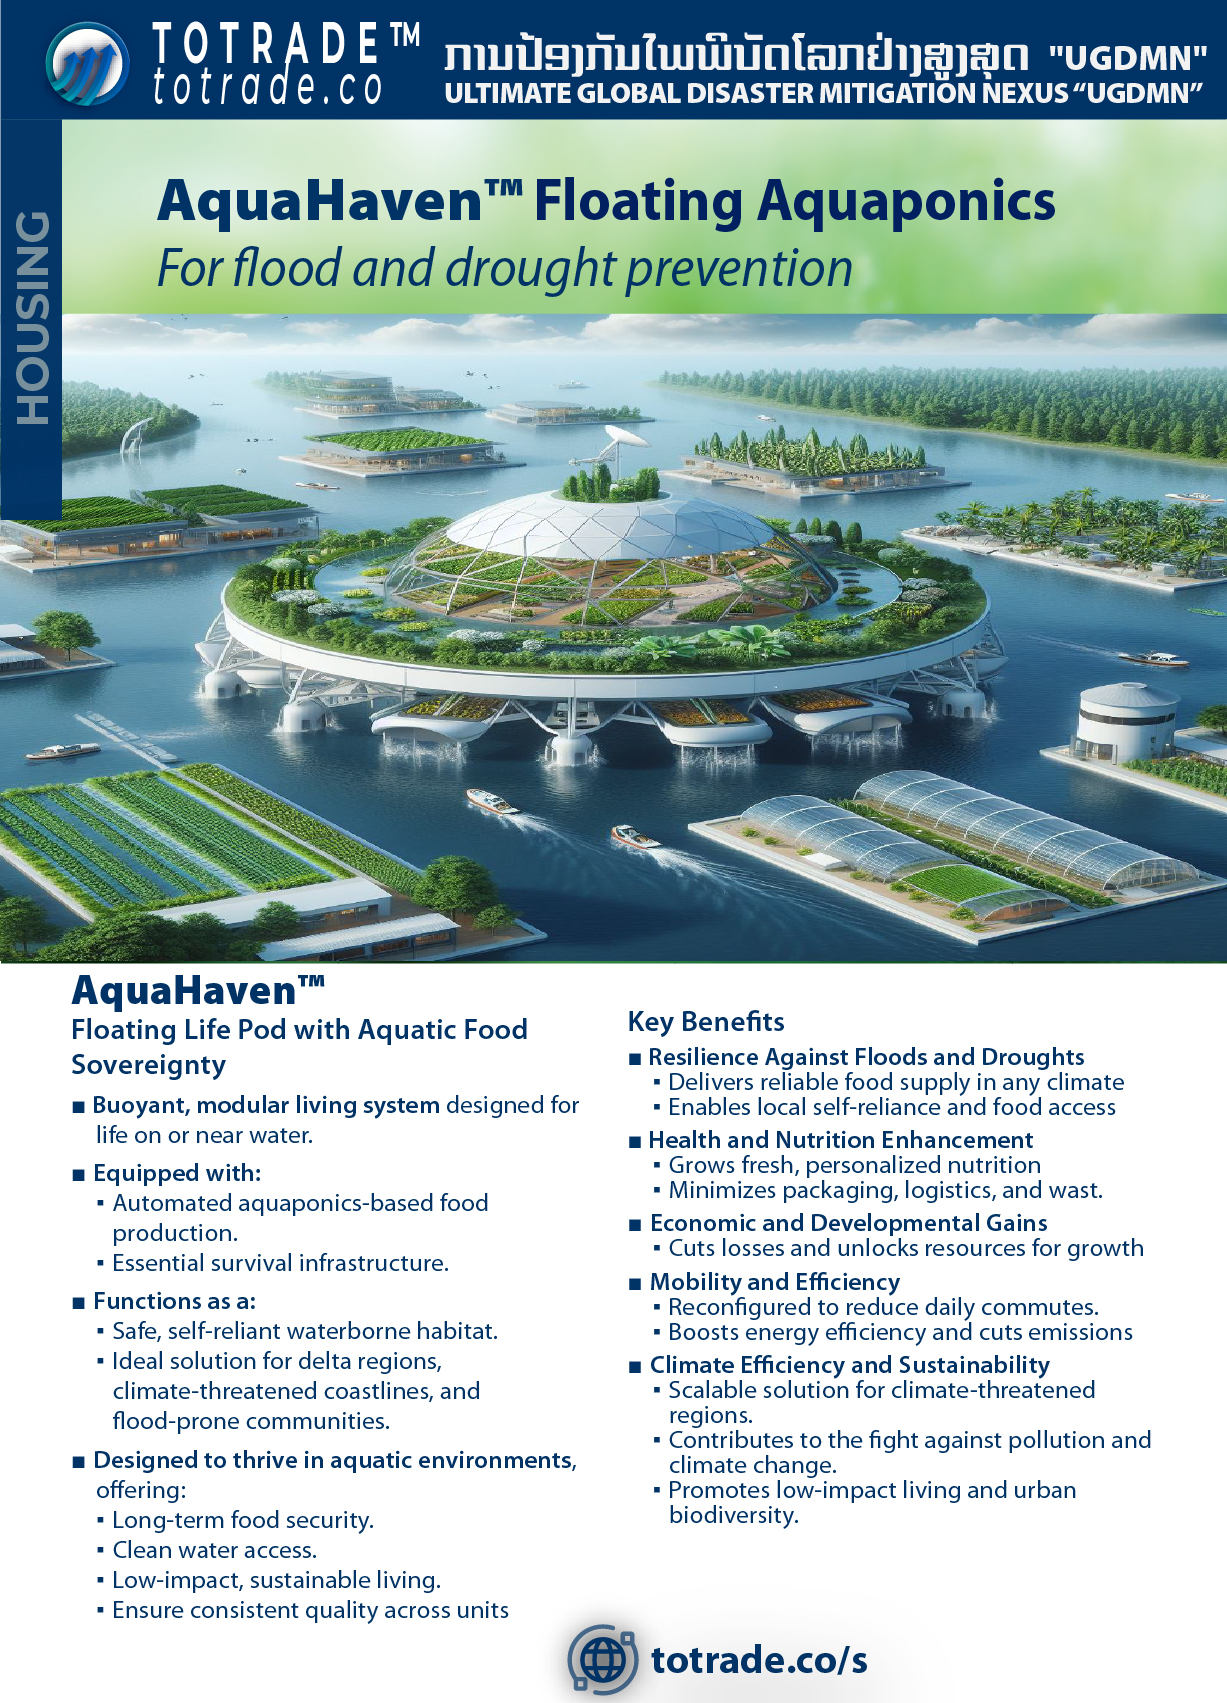 TOTRADE™
totrade.co
ການປ້ອງກັນໄພພິບັດໂລກຢ່າງສູງສຸດ "UGDMN"
ULTIMATE GLOBAL DISASTER MITIGATION NEXUS “UGDMN”
HOUSING
AquaHaven™ Floating Aquaponics
For flood and drought prevention
AquaHaven™
Floating Life Pod with Aquatic Food
Sovereignty
■ Buoyant, modular living system designed for
life on or near water.
■ Equipped with:
▪ Automated aquaponics-based food
production.
▪ Essential survival infrastructure.
■ Functions as a:
▪ Safe, self-reliant waterborne habitat.
▪ Ideal solution for delta regions,
climate-threatened coastlines, and
flood-prone communities.
■ Designed to thrive in aquatic environments,
offering:
▪ Long-term food security.
▪ Clean water access.
▪ Low-impact, sustainable living.
▪ Ensure consistent quality across units
Key Benefits
■ Resilience Against Floods and Droughts
▪ Delivers reliable food supply in any climate
▪ Enables local self-reliance and food access
■ Health and Nutrition Enhancement
▪ Grows fresh, personalized nutrition
▪ Minimizes packaging, logistics, and wast.
■ Economic and Developmental Gains
▪ Cuts losses and unlocks resources for growth
■ Mobility and Efficiency
▪ Reconfigured to reduce daily commutes.
▪ Boosts energy efficiency and cuts emissions
■ Climate Efficiency and Sustainability
▪ Scalable solution for climate-threatened
regions.
▪ Contributes to the fight against pollution and
climate change.
▪ Promotes low-impact living and urban
biodiversity.
totrade.co/s